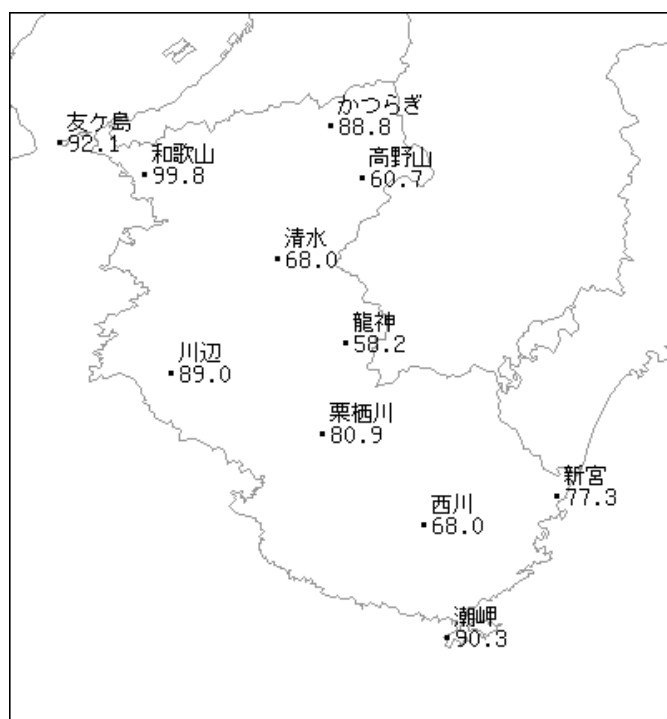 かつらぎ
88.8
友ケ島
92.1
和歌山
99.8
高野山
60.7
清水
68.0
龍神
58.2
川辺
89.0
栗栖川
80.9
新宮
77.3
西川
68.0
潮岬
90.3